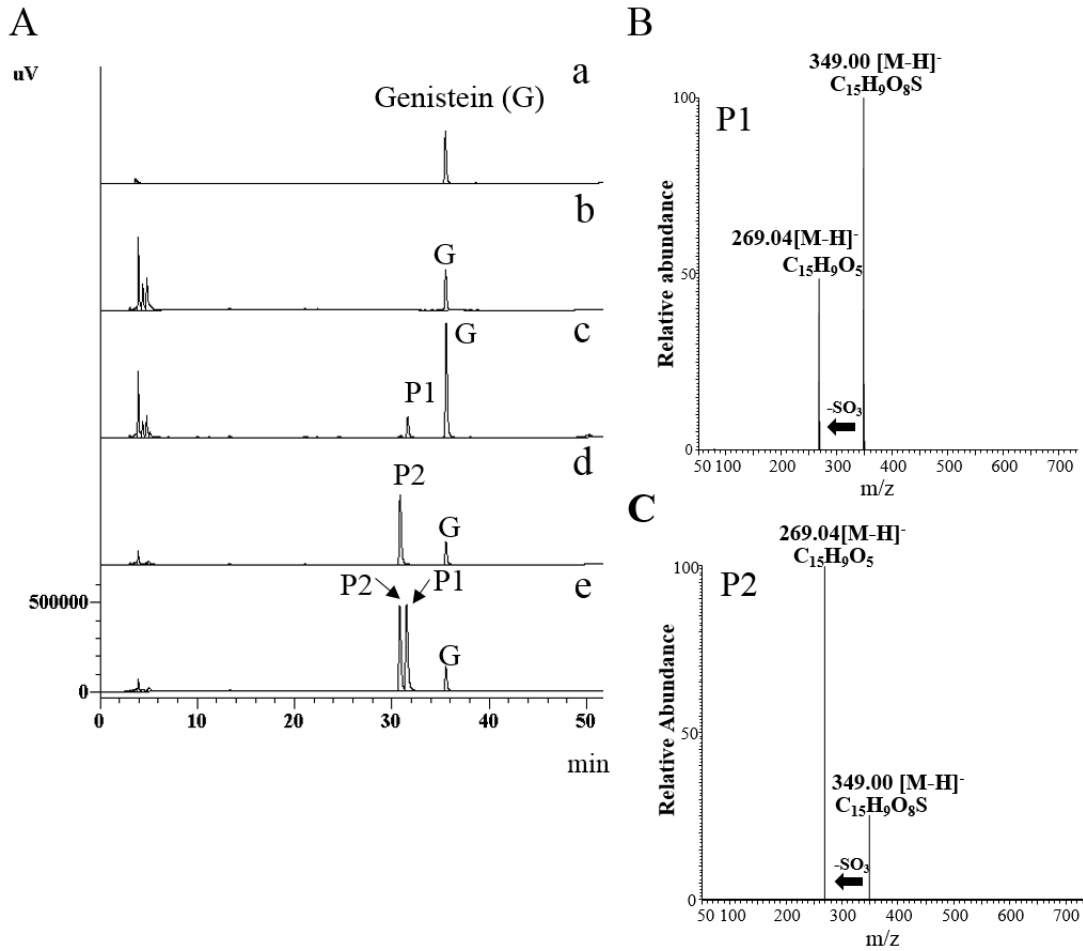 A
uV
a
Genistein (G)
b
G
c
G
P1
d
P2
G
e
P2
P1
500000
G
0
0
10
20
30
40
50
min
B
349.00 [M-H]-
C15H9O8S
100
P1
269.04[M-H]-
C15H9O5
50
Relative abundance
-SO3
0
50 100 200 300 400 500 600 700
m/z
C
269.04[M-H]-
C15H9O5
100
P2
50
Relative Abundance
349.00 [M-H]-
C15H9O8S
-SO3
0
50 100 200 300 400 500 600 700
m/z